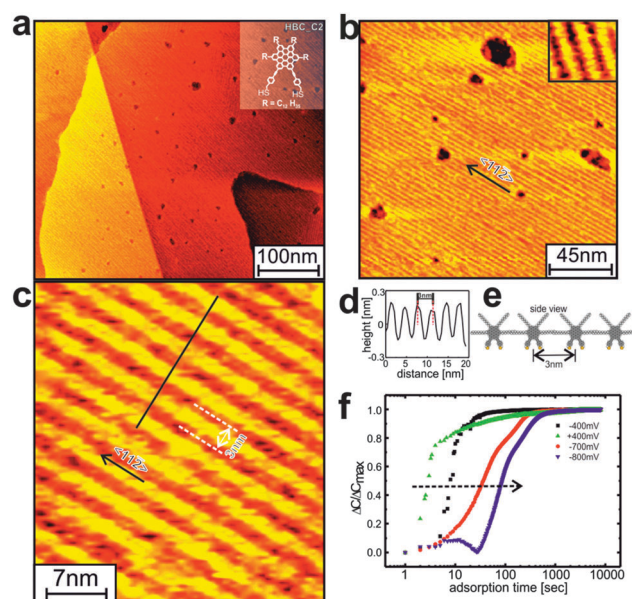 a
HBC_C2
R R
R R
HS HS
100nm
b
<112>
45nm
c
3nm
<112>
7nm
d
0.3
0
-0.3
height [nm]
3nm
0 5 10 15 20
distance [nm]
e
side view
3nm
f
1.0
0.8
0.6
0.4
0.2
0.0
ΔC/ΔCmax
-400mV
+400mV
-700mV
-800mV
1 10 100 1000 10000
adsorption time [sec]